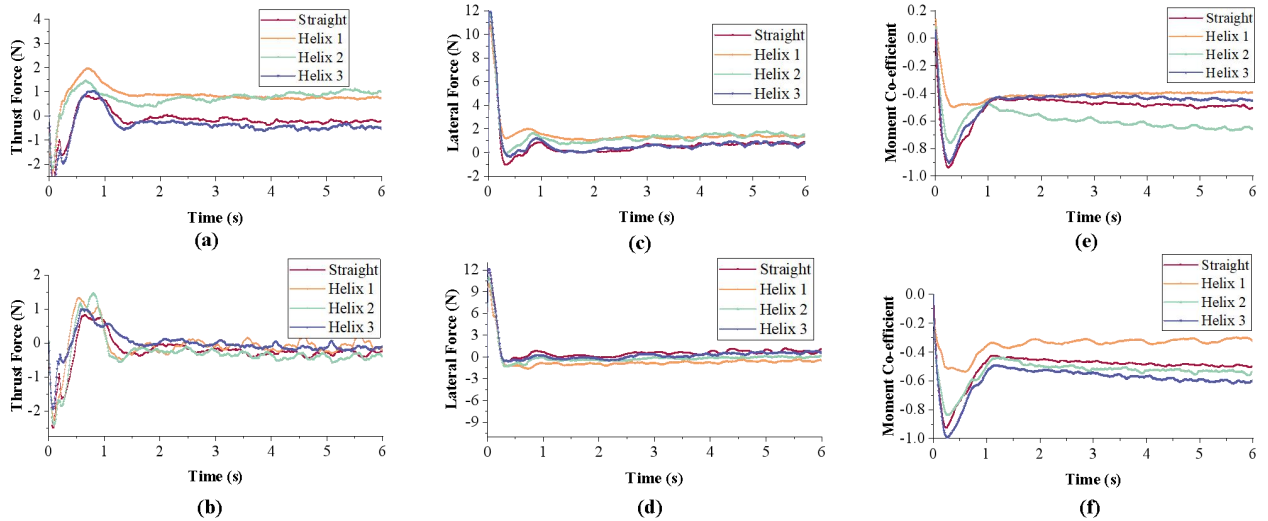 Thrust Force (N)
4
3
2
1
0
-1
-2
0 1 2 3 4 5 6
Time (s)
Straight
Helix 1
Helix 2
Helix 3
(a)
Lateral Force (N)
12
10
8
6
4
2
0
-2
0 1 2 3 4 5 6
Time (s)
Straight
Helix 1
Helix 2
Helix 3
(c)
Moment Co-efficient
0.2
0.0
-0.2
-0.4
-0.6
-0.8
-1.0
0 1 2 3 4 5 6
Time (s)
Straight
Helix 1
Helix 2
Helix 3
(e)
Thrust Force (N)
2
1
0
-1
-2
0 1 2 3 4 5 6
Time (s)
Straight
Helix 1
Helix 2
Helix 3
(b)
Lateral Force (N)
12
9
6
3
0
-3
-6
-9
0 1 2 3 4 5 6
Time (s)
Straight
Helix 1
Helix 2
Helix 3
(d)
Moment Co-efficient
0.0
-0.2
-0.4
-0.6
-0.8
-1.0
0 1 2 3 4 5 6
Time (s)
Straight
Helix 1
Helix 2
Helix 3
(f)